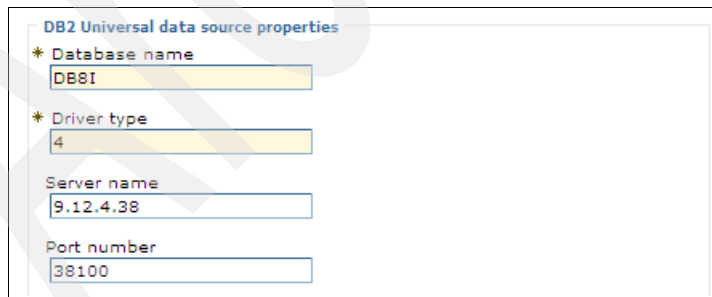 DB2 Universal data source properties
* Database name
DB8I
* Driver type
4
Server name
9.12.4.38
Port number
38100